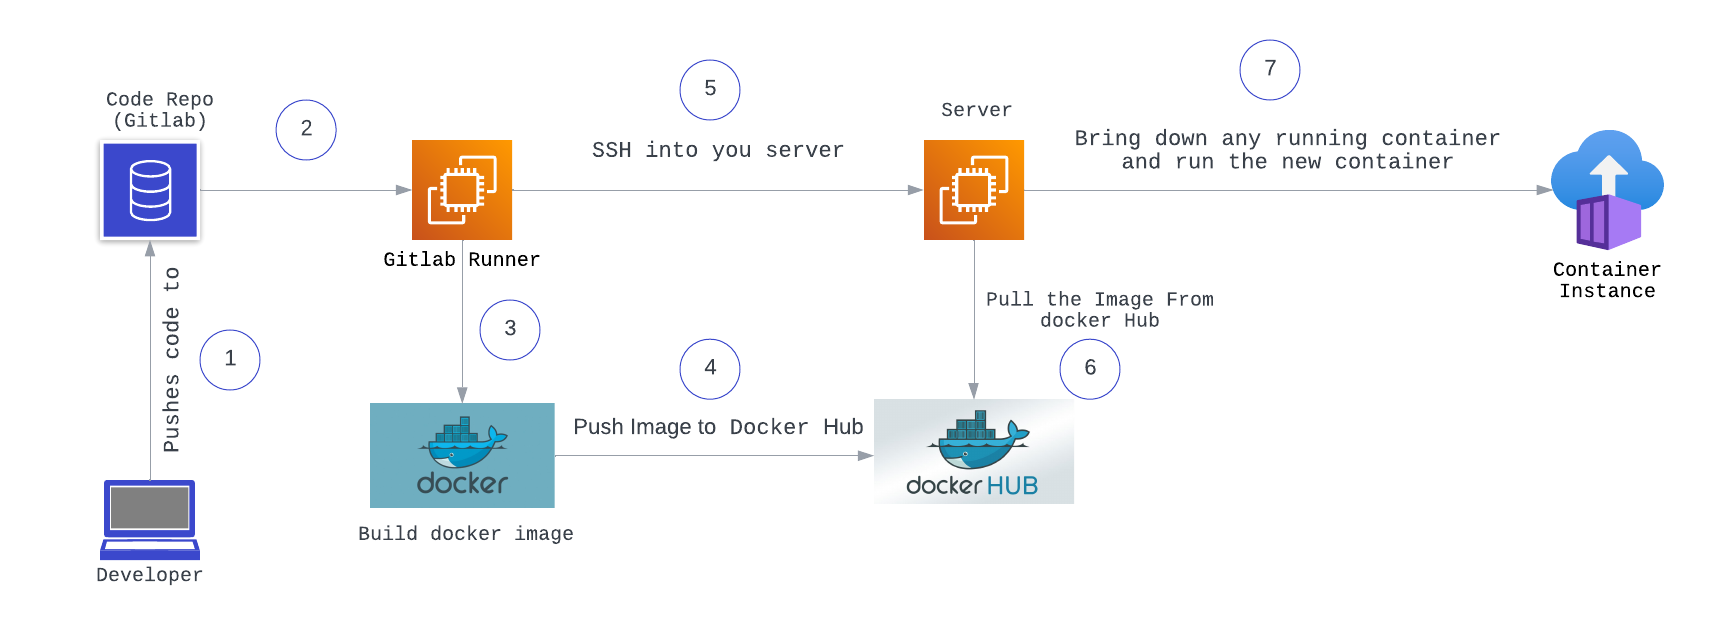 Code Repo
(Gitlab)
2
5
SSH into you server
Server
7
Bring down any running container
and run the new container
Gitlab Runner
Container
Instance
Pushes code to
1
3
4
Pull the Image From
docker Hub
6
Push Image to Docker Hub
docker
docker HUB
Build docker image
Developer